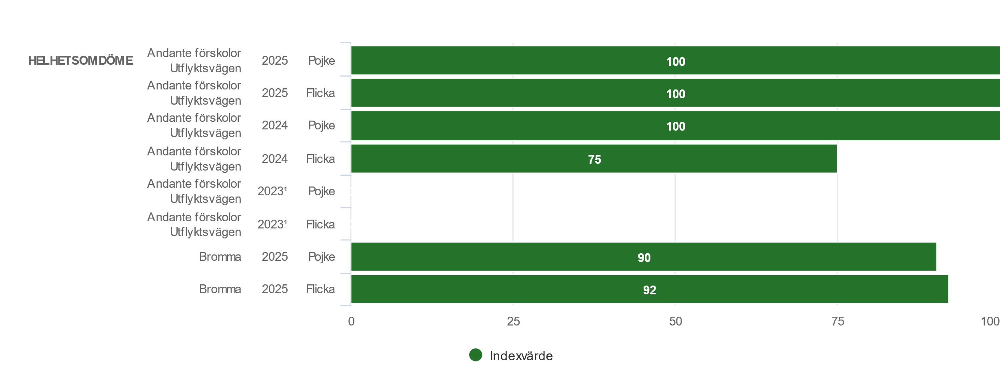 HELHETSOMDÖME Andante förskolor Utflyktsvägen 2025 Pojke 100
Andante förskolor Utflyktsvägen 2025 Flicka 100
Andante förskolor Utflyktsvägen 2024 Pojke 100
Andante förskolor Utflyktsvägen 2024 Flicka 75
Andante förskolor Utflyktsvägen 2023¹ Pojke
Andante förskolor Utflyktsvägen 2023¹ Flicka
Bromma 2025 Pojke 90
Bromma 2025 Flicka 92
0 25 50 75 100
Indexvärde